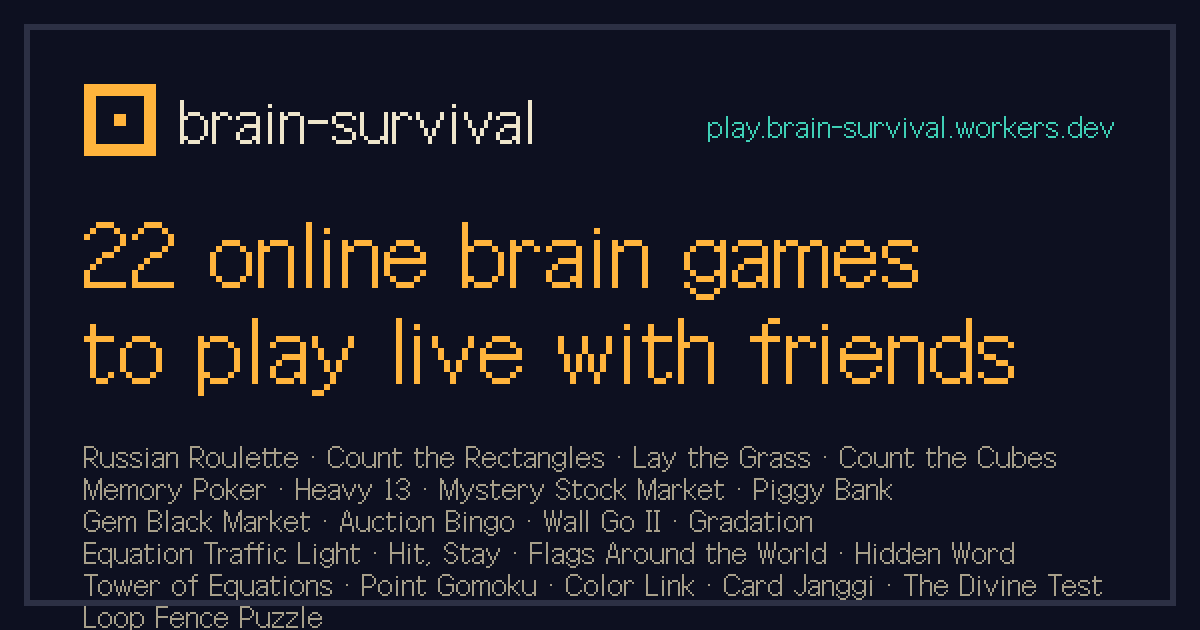 brain-survival
play.brain-survival.workers.dev
22 online brain games
to play live with friends
Russian Roulette · Count the Rectangles · Lay the Grass · Count the Cubes
Memory Poker · Heavy 13 · Mystery Stock Market · Piggy Bank
Gem Black Market · Auction Bingo · Wall Go II · Gradation
Equation Traffic Light · Hit, Stay · Flags Around the World · Hidden Word
Tower of Equations · Point Gomoku · Color Link · Card Janggi · The Divine Test
Loop Fence Puzzle